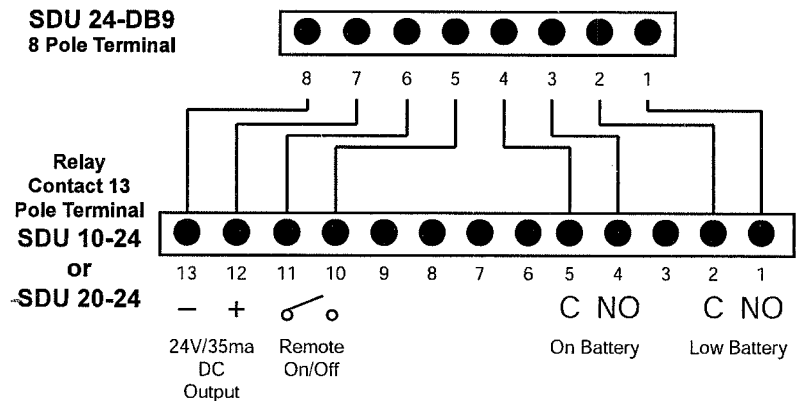 SDU 24-DB9
8 Pole Terminal
8 7 6 5 4 3 2 1
Relay
Contact 13
Pole Terminal
SDU 10-24
or
SDU 20-24
13 12 11 10 9 8 7 6 5 4 3 2 1
− + C NO C NO
24V/35ma
DC
Output
Remote
On/Off
On Battery
Low Battery